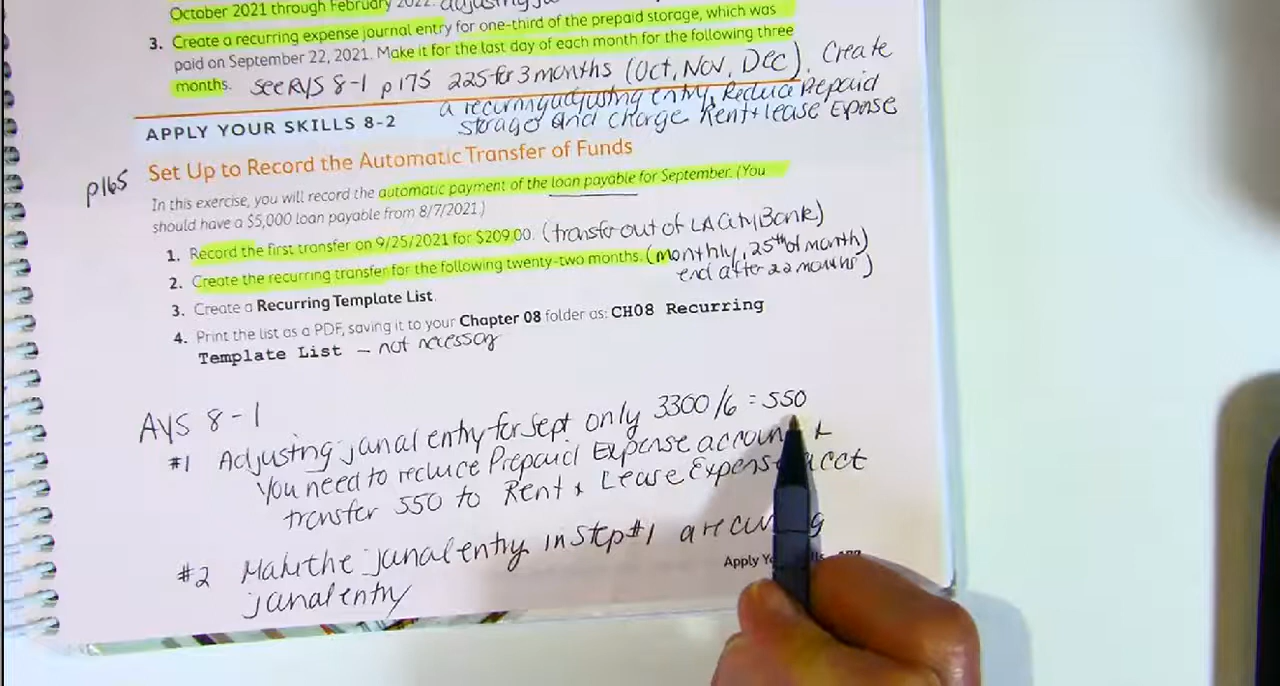 October 2021 through February 2022.
3. Create a recurring expense journal entry for one-third of the prepaid storage, which was
paid on September 22, 2021. Make it for the last day of each month for the following three
months. see RYS 8-1 p175 225 for 3 months (Oct, Nov, Dec). Create
a recurring adjusting entry, Reduce Prepaid
storage and charge Rent + lease Epense
APPLY YOUR SKILLS 8-2
p165
Set Up to Record the Automatic Transfer of Funds
In this exercise, you will record the automatic payment of the loan payable for September. (You
should have a $5,000 loan payable from 8/7/2021.)
1. Record the first transfer on 9/25/2021 for $209.00. (transfer out of LA City Bank)
2. Create the recurring transfer for the following twenty-two months. (monthly, 25th of month)
end after 22 months)
3. Create a Recurring Template List.
4. Print the list as a PDF, saving it to your Chapter 08 folder as: CH08 Recurring
Template List – not necessary
AYS 8-1
#1 Adjusting janal entry for Sept only 3300/6 = 550
You need to reduce Prepaid Expense account +
transfer 550 to Rent + Lease Expense acct
#2 Make the janal entry in step #1 a recurring
janal entry
Apply